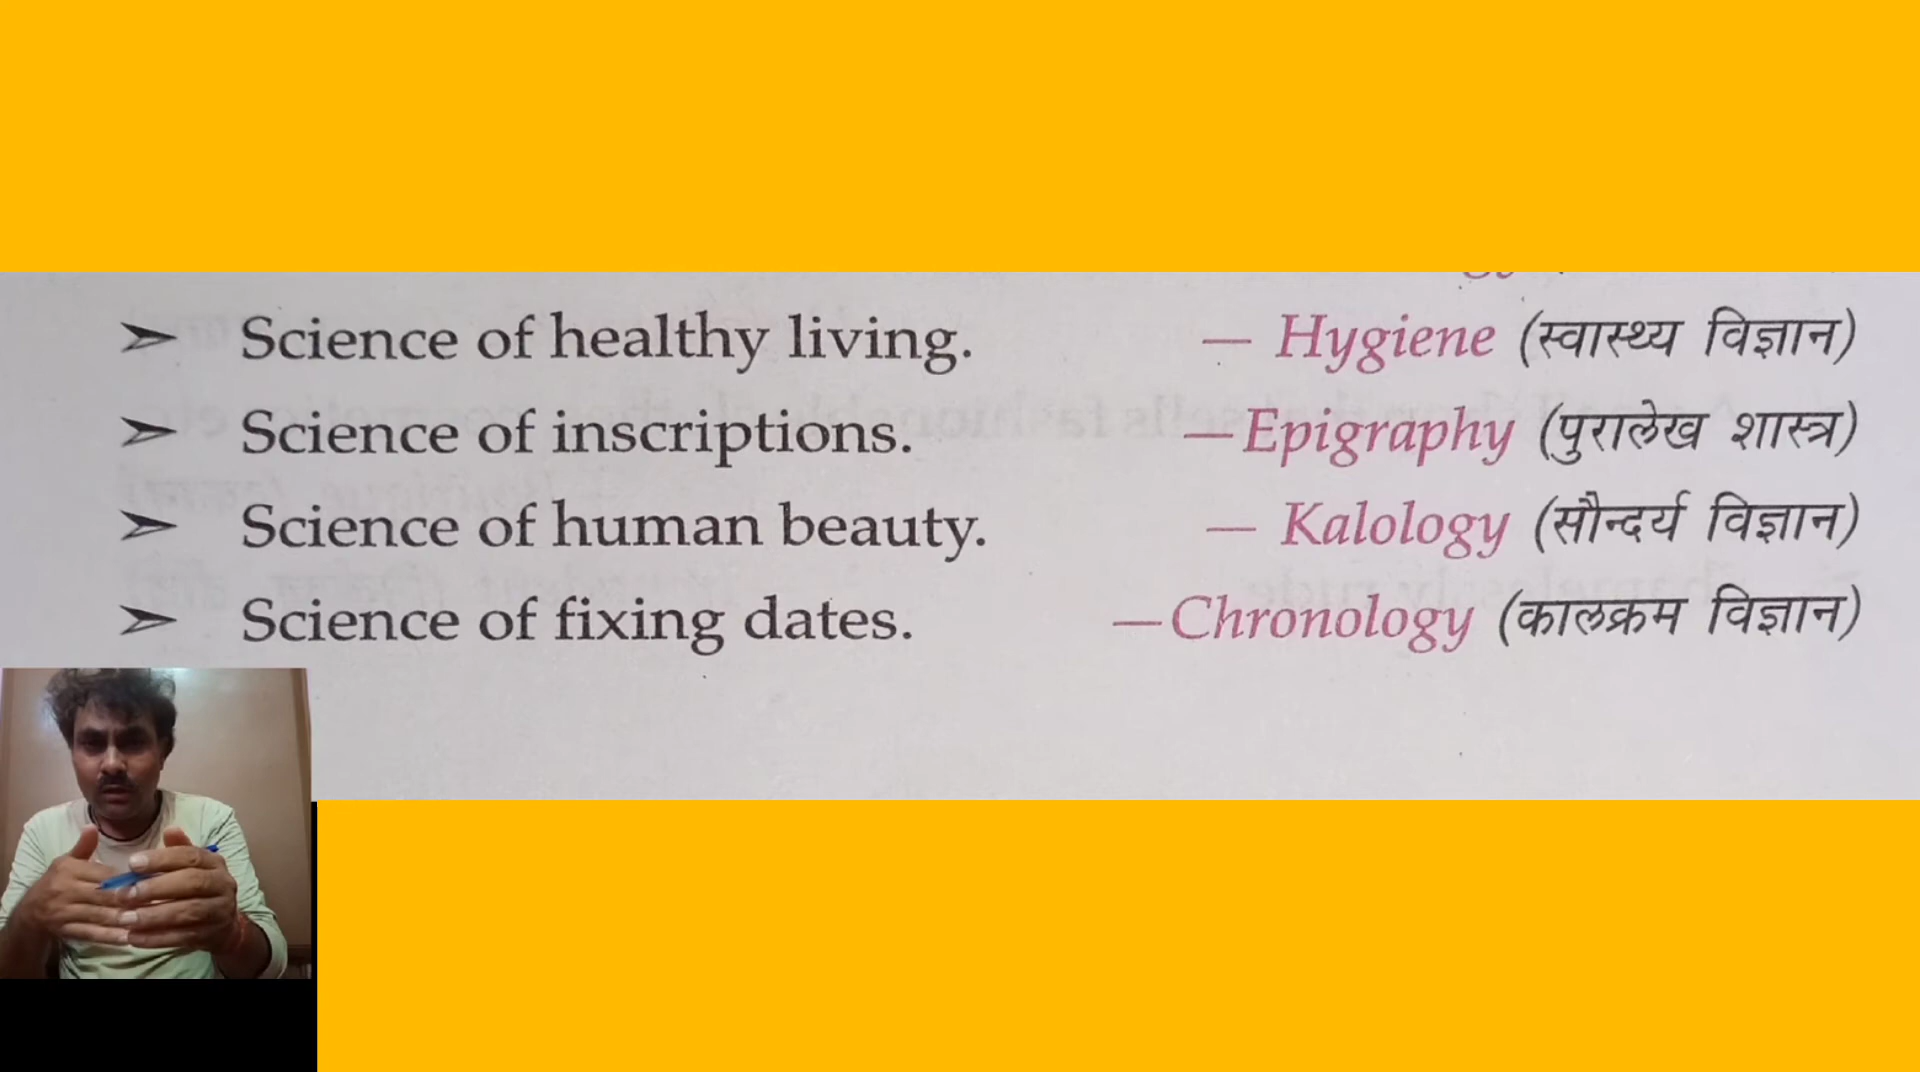 ➢ Science of healthy living. — Hygiene (स्वास्थ्य विज्ञान)
➢ Science of inscriptions. — Epigraphy (पुरालेख शास्त्र)
➢ Science of human beauty. — Kalology (सौन्दर्य विज्ञान)
➢ Science of fixing dates. — Chronology (कालक्रम विज्ञान)